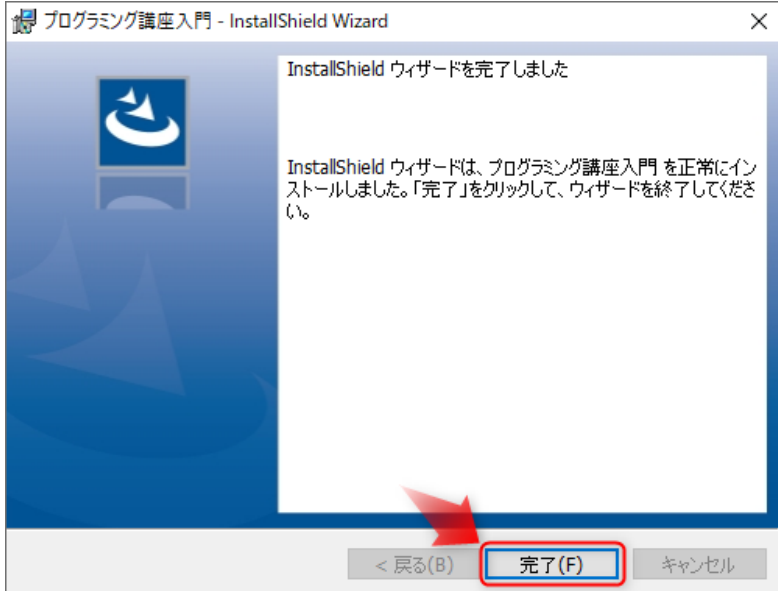 プログラミング講座入門 - InstallShield Wizard
InstallShield ウィザードを完了しました
InstallShield ウィザードは、プログラミング講座入門 を正常にイン
ストールしました。「完了」をクリックして、ウィザードを終了してくださ
い。
< 戻る(B)
完了(F)
キャンセル